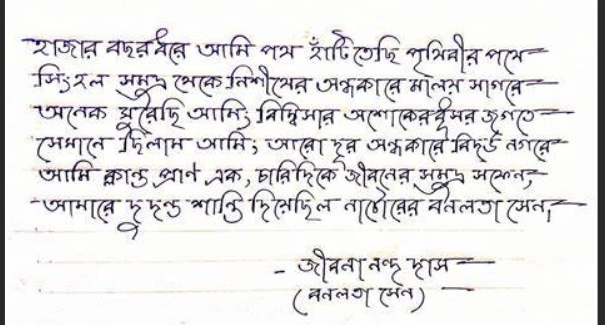 হাজার বছর ধরে আমি পথ হাঁটিতেছি পৃথিবীর পথে
সিংহল সমুদ্র থেকে নিশীথের অন্ধকারে মালয় সাগরে
অনেক ঘুরেছি আমি; বিম্বিসার অশোকের ধূসর জগতে
সেখানে ছিলাম আমি; আরো দূর অন্ধকারে বিদর্ভ নগরে
আমি ক্লান্ত প্রাণ এক, চারিদিকে জীবনের সমুদ্র সফেন,
আমারে দু দন্ড শান্তি দিয়েছিল নাটোরের বনলতা সেন,
- জীবনানন্দ দাস
(বনলতা সেন)